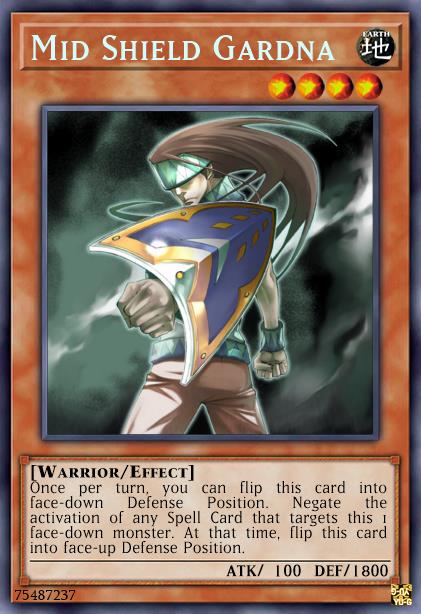 MID SHIELD GARDNA
EARTH
地
[WARRIOR/EFFECT]
Once per turn, you can flip this card into
face-down Defense Position. Negate the
activation of any Spell Card that targets this 1
face-down monster. At that time, flip this card
into face-up Defense Position.
ATK/ 100 DEF/1800
75487237